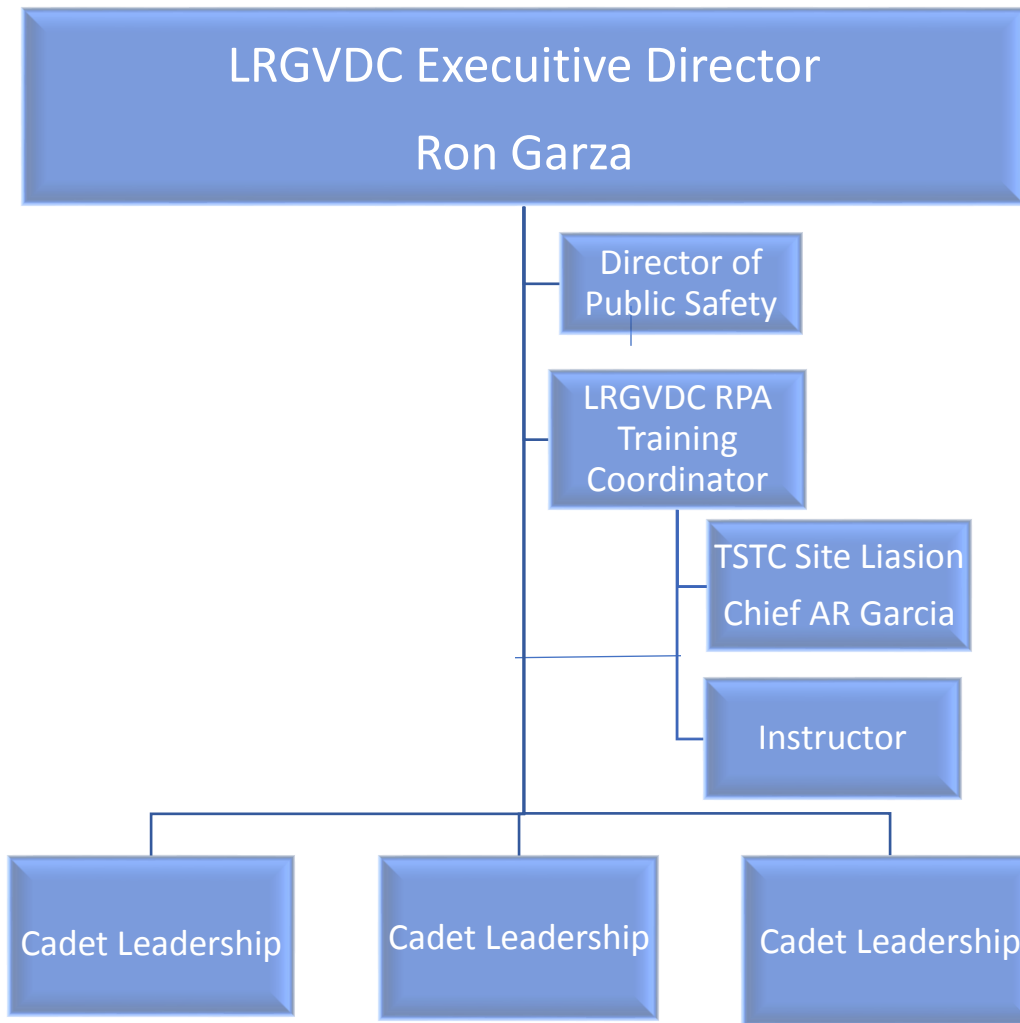 LRGVDC Execuitive Director
Ron Garza
Director of
Public Safety
LRGVDC RPA
Training
Coordinator
TSTC Site Liasion
Chief AR Garcia
Instructor
Cadet Leadership
Cadet Leadership
Cadet Leadership